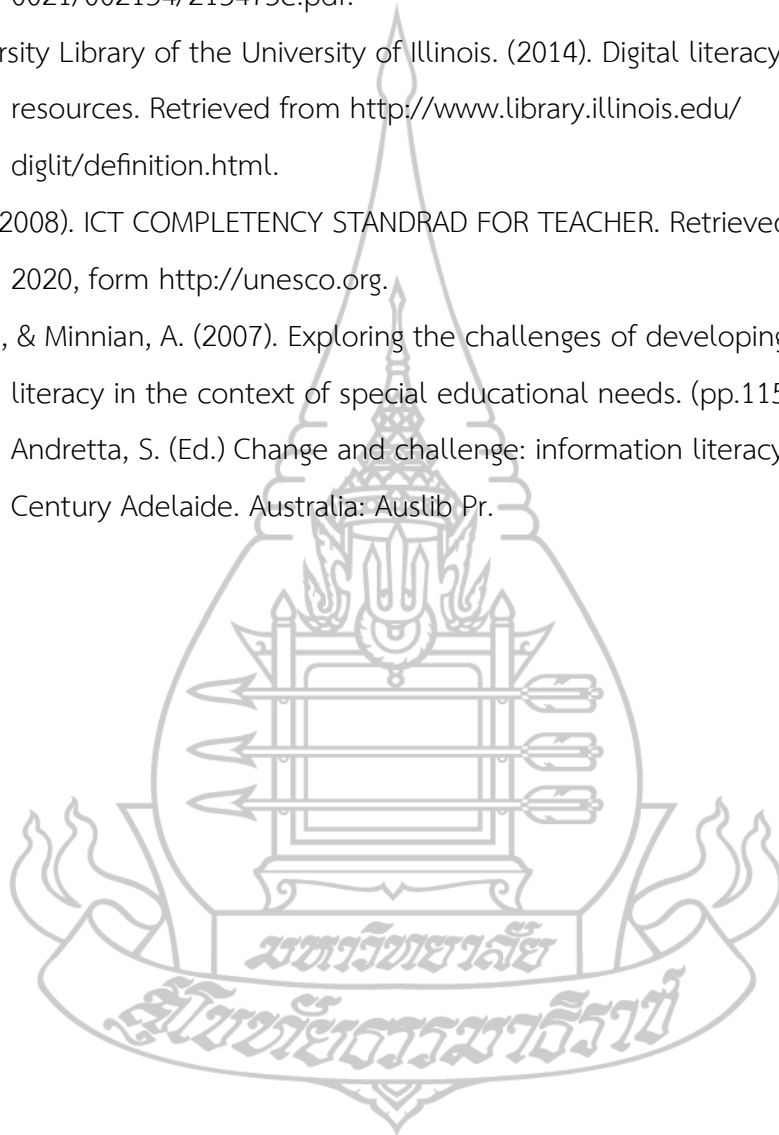 0021/002134/213475e.pdf.
rsity Library of the University of Illinois. (2014). Digital literacy
resources. Retrieved from http://www.library.illinois.edu/
diglit/definition.html.
2008). ICT COMPLETENCY STANDRAD FOR TEACHER. Retrieved
2020, form http://unesco.org.
, & Minnian, A. (2007). Exploring the challenges of developing
literacy in the context of special educational needs. (pp.115
Andretta, S. (Ed.) Change and challenge: information literacy
Century Adelaide. Australia: Auslib Pr.
มหาวิทยาลัย
สุโขทัยธรรมาธิราช